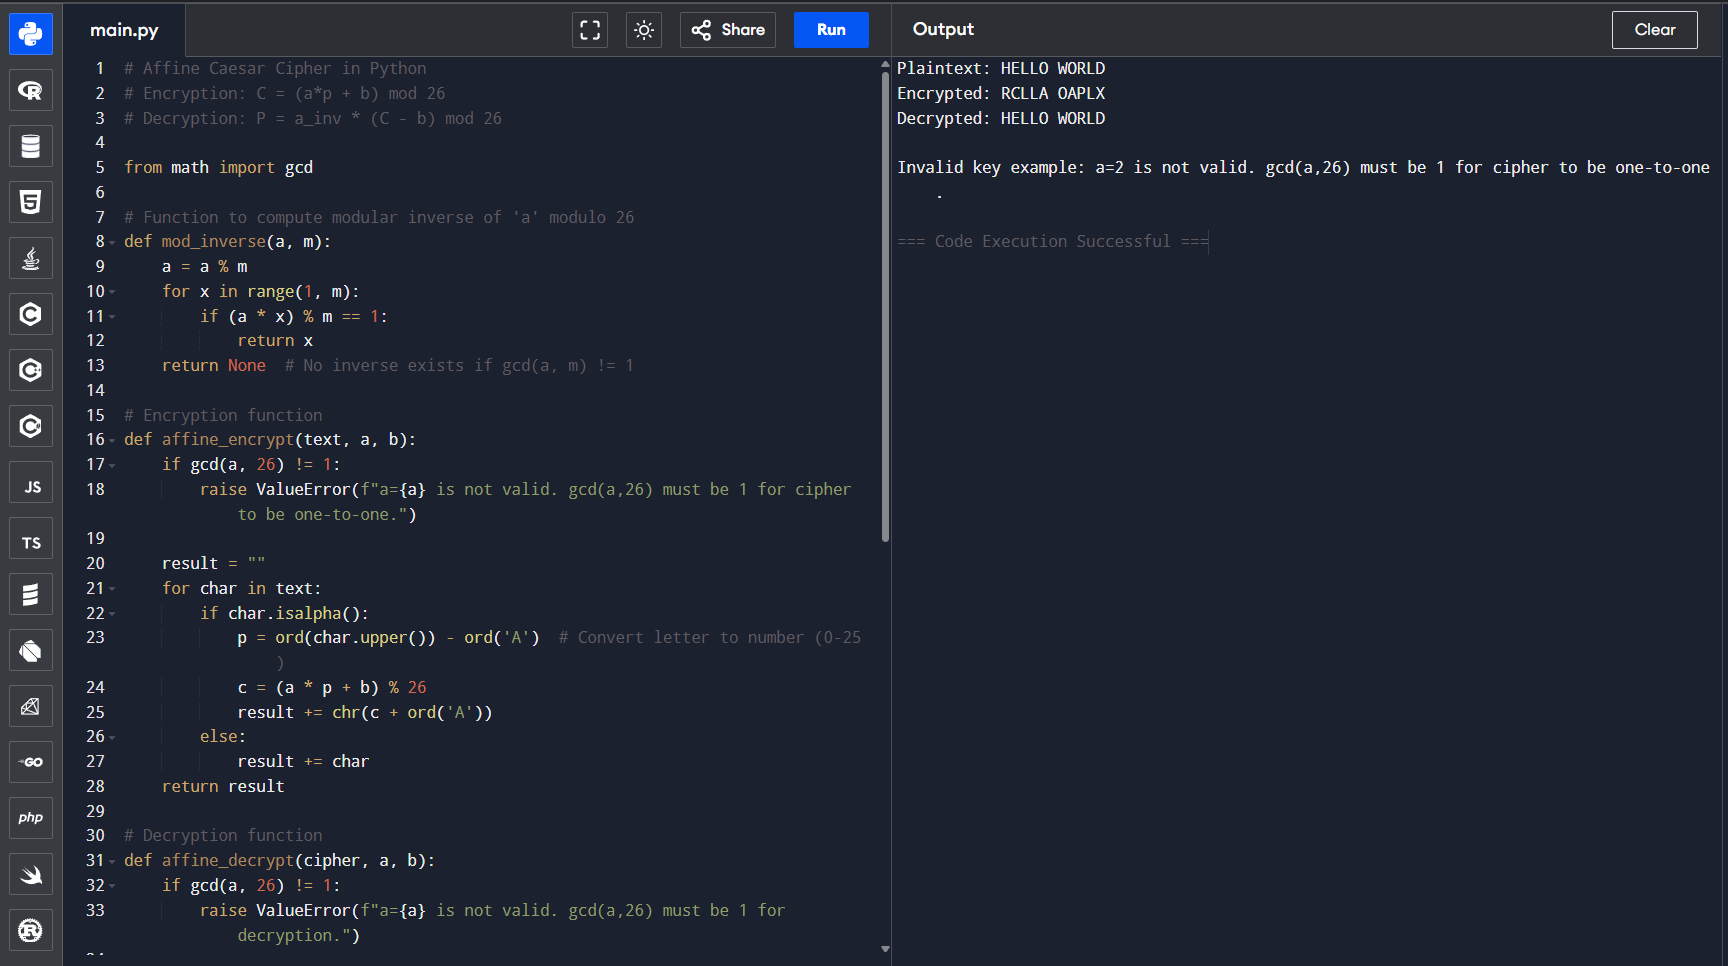 main.py
Share
Run
Output
Clear
JS
TS
GO
php
1 # Affine Caesar Cipher in Python
2 # Encryption: C = (a*p + b) mod 26
3 # Decryption: P = a_inv * (C - b) mod 26
4
5 from math import gcd
6
7 # Function to compute modular inverse of 'a' modulo 26
8 def mod_inverse(a, m):
9     a = a % m
10     for x in range(1, m):
11         if (a * x) % m == 1:
12             return x
13     return None  # No inverse exists if gcd(a, m) != 1
14
15 # Encryption function
16 def affine_encrypt(text, a, b):
17     if gcd(a, 26) != 1:
18         raise ValueError(f"a={a} is not valid. gcd(a,26) must be 1 for cipher
            to be one-to-one.")
19
20     result = ""
21     for char in text:
22         if char.isalpha():
23             p = ord(char.upper()) - ord('A')  # Convert letter to number (0-25
                )
24             c = (a * p + b) % 26
25             result += chr(c + ord('A'))
26         else:
27             result += char
28     return result
29
30 # Decryption function
31 def affine_decrypt(cipher, a, b):
32     if gcd(a, 26) != 1:
33         raise ValueError(f"a={a} is not valid. gcd(a,26) must be 1 for
            decryption.")
Plaintext: HELLO WORLD
Encrypted: RCLLA OAPLX
Decrypted: HELLO WORLD
Invalid key example: a=2 is not valid. gcd(a,26) must be 1 for cipher to be one-to-one
.
=== Code Execution Successful ===